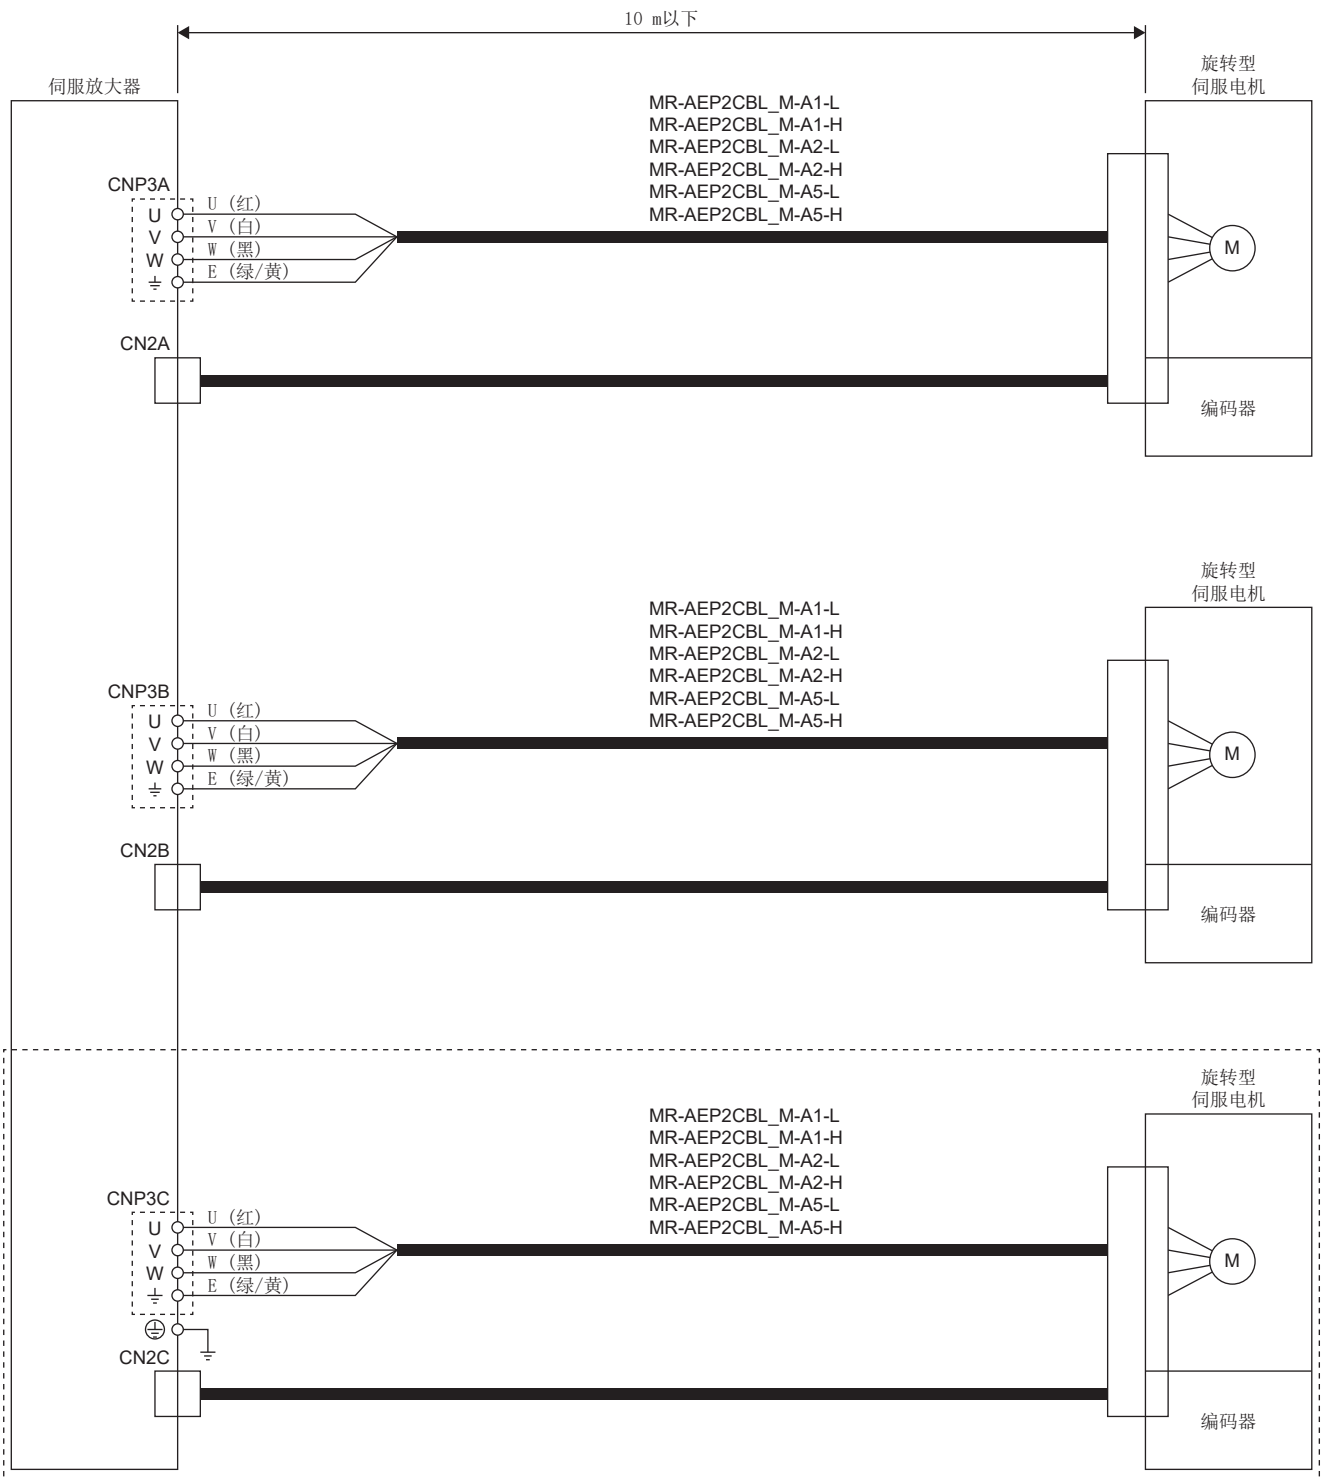 10 m以下
伺服放大器
旋转型
伺服电机
MR-AEP2CBL_M-A1-L
MR-AEP2CBL_M-A1-H
MR-AEP2CBL_M-A2-L
MR-AEP2CBL_M-A2-H
MR-AEP2CBL_M-A5-L
MR-AEP2CBL_M-A5-H
CNP3A
U U (红)
V V (白)
W W (黑)
E (绿/黄)
M
CN2A
编码器
旋转型
伺服电机
MR-AEP2CBL_M-A1-L
MR-AEP2CBL_M-A1-H
MR-AEP2CBL_M-A2-L
MR-AEP2CBL_M-A2-H
MR-AEP2CBL_M-A5-L
MR-AEP2CBL_M-A5-H
CNP3B
U U (红)
V V (白)
W W (黑)
E (绿/黄)
M
CN2B
编码器
旋转型
伺服电机
MR-AEP2CBL_M-A1-L
MR-AEP2CBL_M-A1-H
MR-AEP2CBL_M-A2-L
MR-AEP2CBL_M-A2-H
MR-AEP2CBL_M-A5-L
MR-AEP2CBL_M-A5-H
CNP3C
U U (红)
V V (白)
W W (黑)
E (绿/黄)
M
CN2C
编码器